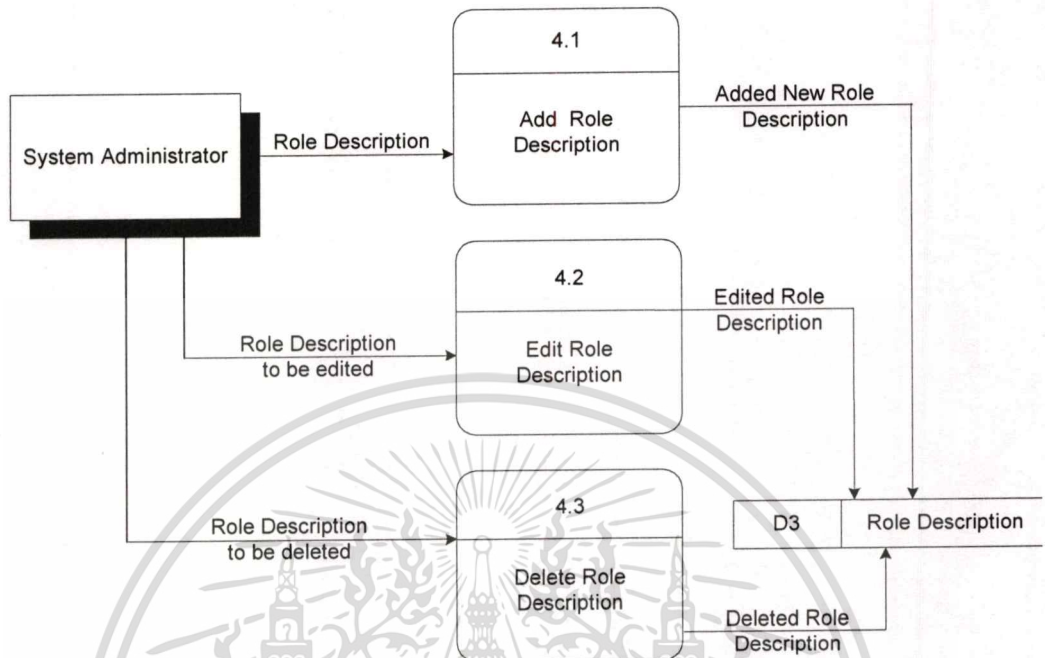 4.1
Add Role
Description
System Administrator
Role Description
Added New Role
Description
4.2
Edit Role
Description
Role Description
to be edited
Edited Role
Description
4.3
Delete Role
Description
Role Description
to be deleted
D3
Role Description
Deleted Role
Description